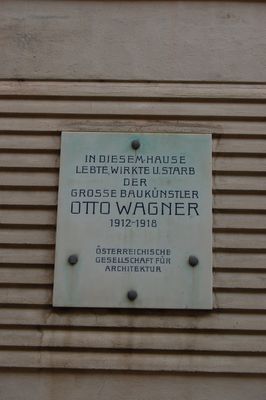 IN DIESEM·HAUSE
LEBTE, WIRKTE U. STARB
DER
GROSSE BAUKÜNSTLER
OTTO WAGNER
1912-1918
ÖSTERREICHISCHE
GESELLSCHAFT FÜR
ARCHITEKTUR